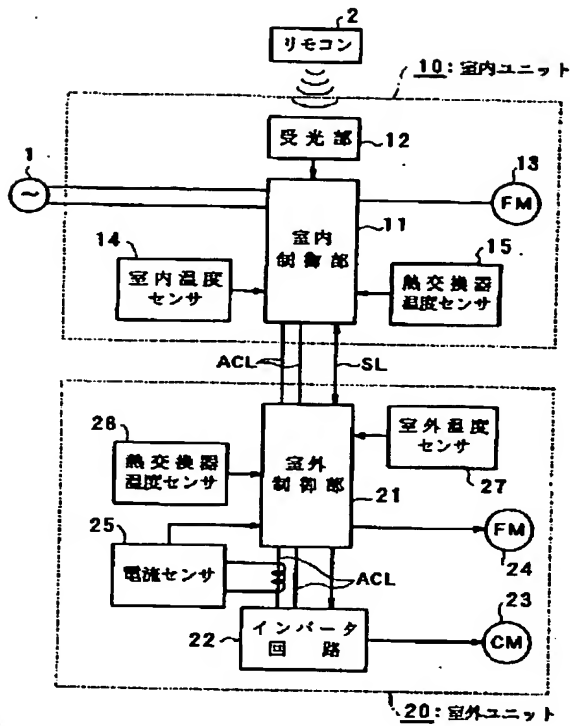 2
リモコン
10: 室内ユニット
受光部
12
1
~
13
FM
11
室内
制御部
14
室内温度
センサ
15
熱交換器
温度センサ
ACL
SL
26
熱交換器
温度センサ
室外
制御部
21
室外温度
センサ
27
25
電流センサ
FM
24
ACL
23
22
インバータ
回路
CM
20: 室外ユニット